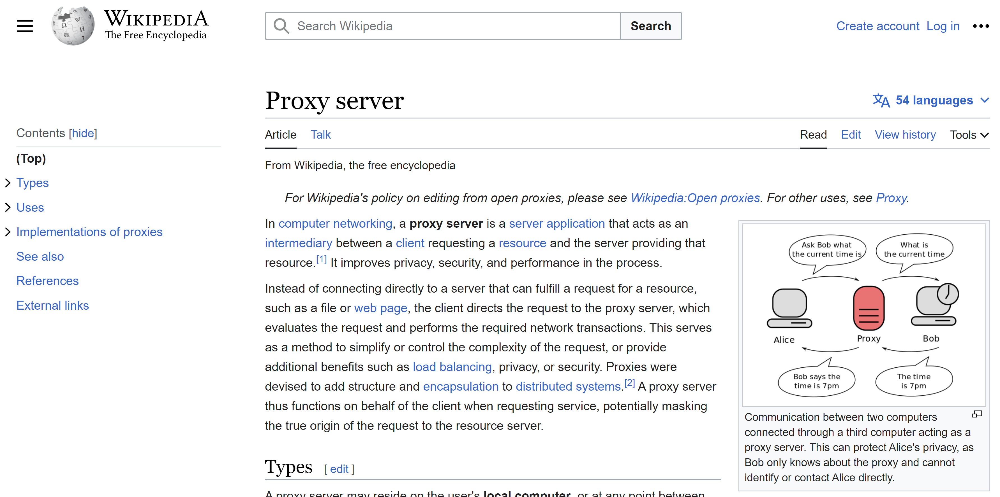 WIKIPEDIA
The Free Encyclopedia
Search Wikipedia
Search
Create account Log in
Proxy server
54 languages
Contents [hide]
(Top)
Types
Uses
Implementations of proxies
See also
References
External links
Article Talk
Read Edit View history Tools
From Wikipedia, the free encyclopedia
For Wikipedia's policy on editing from open proxies, please see Wikipedia:Open proxies. For other uses, see Proxy.
In computer networking, a proxy server is a server application that acts as an
intermediary between a client requesting a resource and the server providing that
resource.[1] It improves privacy, security, and performance in the process.
Instead of connecting directly to a server that can fulfill a request for a resource,
such as a file or web page, the client directs the request to the proxy server, which
evaluates the request and performs the required network transactions. This serves
as a method to simplify or control the complexity of the request, or provide
additional benefits such as load balancing, privacy, or security. Proxies were
devised to add structure and encapsulation to distributed systems.[2] A proxy server
thus functions on behalf of the client when requesting service, potentially masking
the true origin of the request to the resource server.
Types [ edit ]
A proxy server may reside on the user's local computer, or at any point between
Ask Bob what
the current time is
What is
the current time
Alice
Proxy
Bob
Bob says the
time is 7pm
The time
is 7pm
Communication between two computers
connected through a third computer acting as a
proxy server. This can protect Alice's privacy, as
Bob only knows about the proxy and cannot
identify or contact Alice directly.